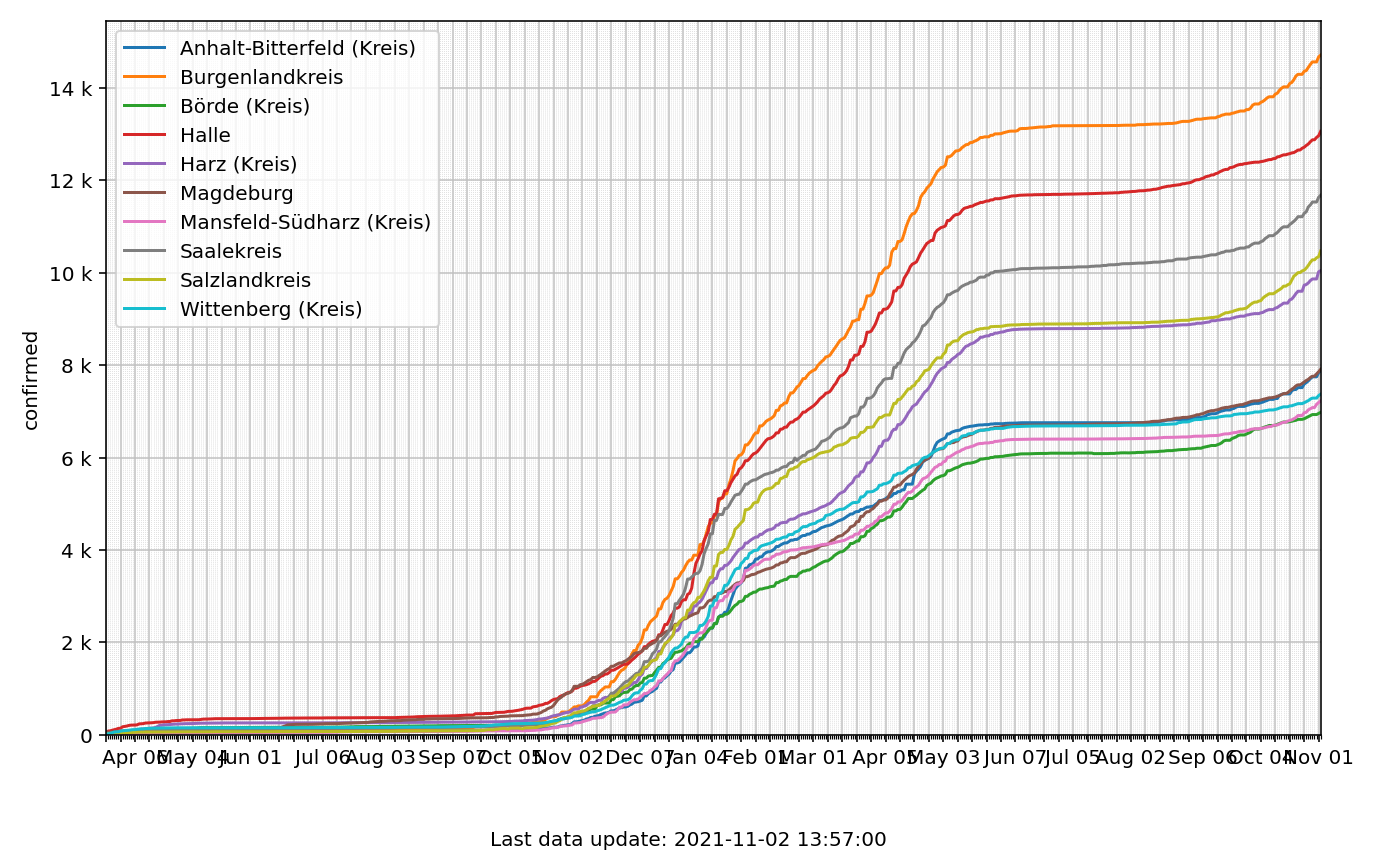 Anhalt-Bitterfeld (Kreis)
Burgenlandkreis
Börde (Kreis)
Halle
Harz (Kreis)
Magdeburg
Mansfeld-Südharz (Kreis)
Saalekreis
Salzlandkreis
Wittenberg (Kreis)
14 k
12 k
10 k
8 k
6 k
4 k
2 k
0
confirmed
Apr 06 May 04 Jun 01 Jul 06 Aug 03 Sep 07 Oct 05 Nov 02 Dec 07 Jan 04 Feb 01 Mar 01 Apr 05 May 03 Jun 07 Jul 05 Aug 02 Sep 06 Oct 04 Nov 01
Last data update: 2021-11-02 13:57:00